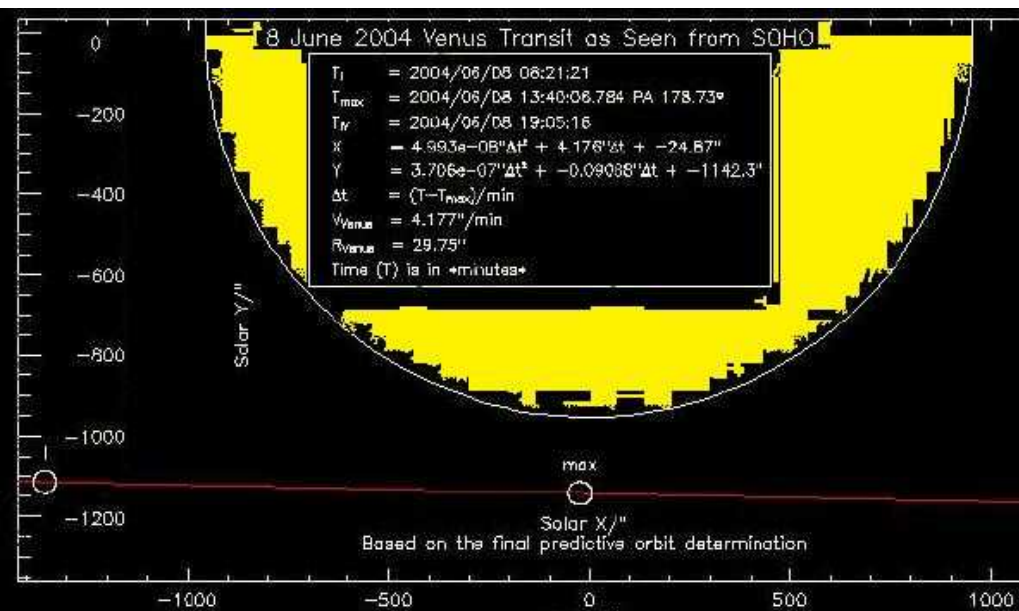 8 June 2004 Venus Transit as Seen from SOHO
T_I = 2004/06/08 08:21:21
T_max = 2004/06/08 13:40:06.784 PA 178.73°
T_IV = 2004/06/08 19:05:16
X = 4.993e-08"Δt² + 4.176"Δt + -24.87"
Y = 3.706e-07"Δt² + -0.09088"Δt + -1142.3"
Δt = (T-T_max)/min
V_Venus = 4.177"/min
R_Venus = 29.75"
Time (T) is in *minutes*
0
-200
-400
-600
-800
-1000
-1200
Solar Y/"
I
max
Solar X/"
Based on the final predictive orbit determination
-1000 -500 0 500 1000